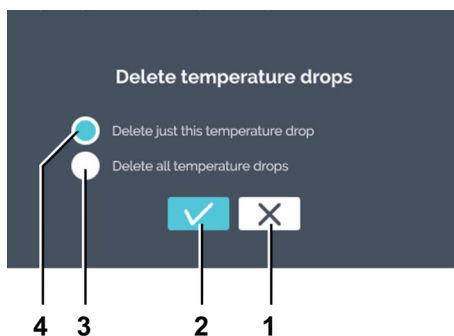 Delete temperature drops
Delete just this temperature drop
Delete all temperature drops
4 3 2 1